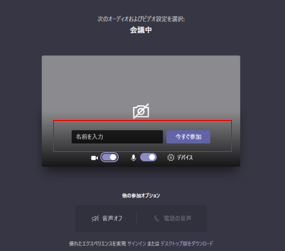 次のオーディオおよびビデオ設定を選択:
会議中
名前を入力
今すぐ参加
デバイス
他の参加オプション
音声オフ
電話の音声
優れたエクスペリエンスを実現 サインイン または デスクトップ版をダウンロード